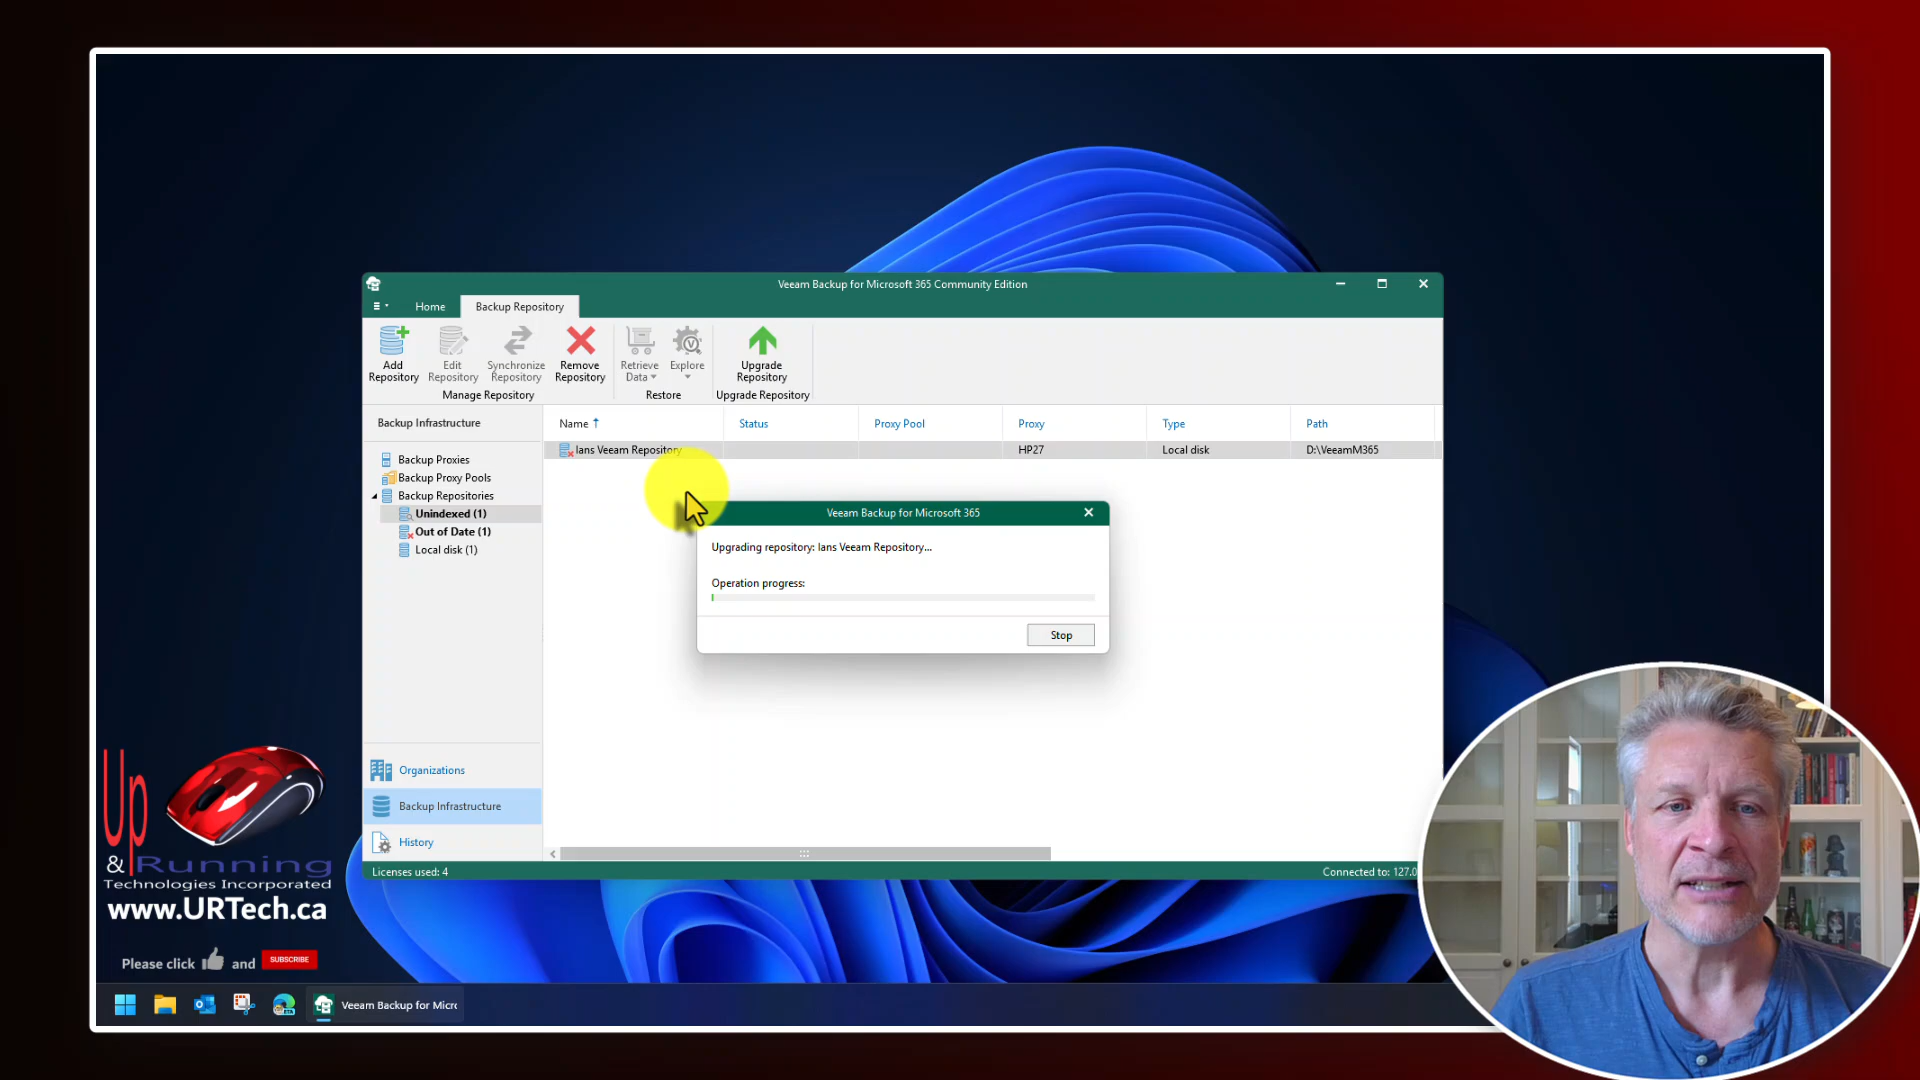 Veeam Backup for Microsoft 365 Community Edition
Home
Backup Repository
Add Repository
Edit Repository
Synchronize Repository
Remove Repository
Retrieve Data
Explore
Upgrade Repository
Manage Repository
Restore
Upgrade Repository
Backup Infrastructure
Name
Status
Proxy Pool
Proxy
Type
Path
Ians Veeam Repository
HP27
Local disk
D:\VeeamM365
Backup Proxies
Backup Proxy Pools
Backup Repositories
Unindexed (1)
Out of Date (1)
Local disk (1)
Veeam Backup for Microsoft 365
Upgrading repository: Ians Veeam Repository...
Operation progress:
Stop
Organizations
Backup Infrastructure
History
Licenses used: 4
Connected to: 127.0
Up
& Running
Technologies Incorporated
www.URTech.ca
Please click and SUBSCRIBE
Veeam Backup for Micro